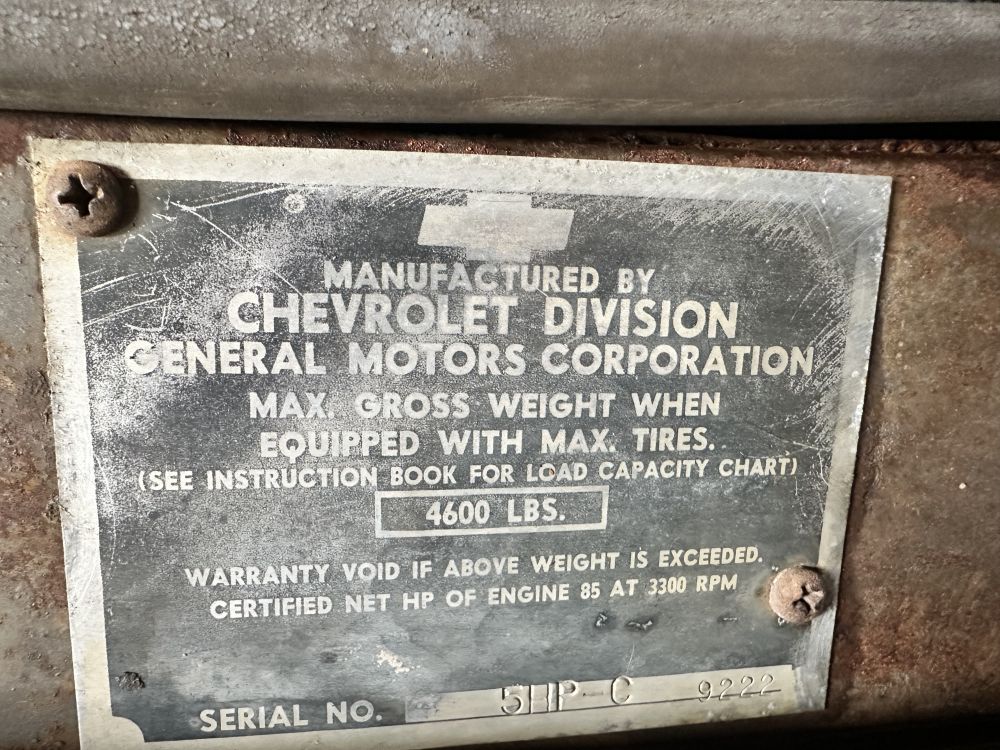 MANUFACTURED BY
CHEVROLET DIVISION
GENERAL MOTORS CORPORATION
MAX. GROSS WEIGHT WHEN
EQUIPPED WITH MAX. TIRES.
(SEE INSTRUCTION BOOK FOR LOAD CAPACITY CHART)
4600 LBS.
WARRANTY VOID IF ABOVE WEIGHT IS EXCEEDED.
CERTIFIED NET HP OF ENGINE 85 AT 3300 RPM
SERIAL NO. 5HP-C 9222